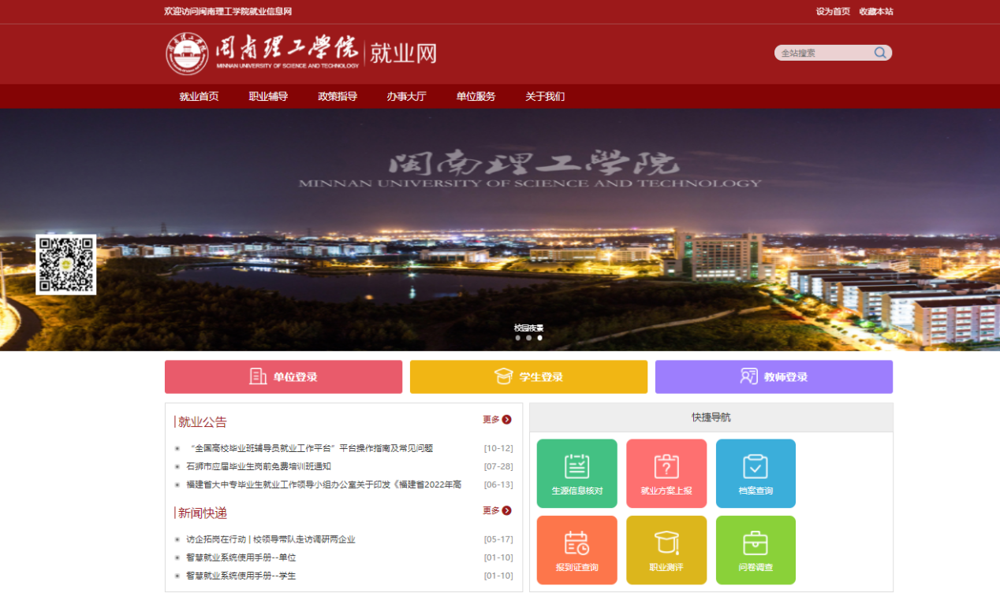 欢迎访问闽南理工学院就业信息网
设为首页 收藏本站
闽南理工學院 就业网
MINNAN UNIVERSITY OF SCIENCE AND TECHNOLOGY
全站搜索
就业首页 职业辅导 政策指导 办事大厅 单位服务 关于我们
闽南理工學院
MINNAN UNIVERSITY OF SCIENCE AND TECHNOLOGY
校园夜景
单位登录 学生登录 教师登录
就业公告 更多
“全国高校毕业班辅导员就业工作平台”平台操作指南及常见问题 [10-12]
石狮市应届毕业生岗前免费培训班通知 [07-28]
福建省大中专毕业生就业工作领导小组办公室关于印发《福建省2022年高 [06-13]
新闻快递 更多
访企拓岗在行动 | 校领导带队走访调研两企业 [05-17]
智慧就业系统使用手册--单位 [01-10]
智慧就业系统使用手册--学生 [01-10]
快捷导航
生源信息核对 就业方案上报 档案查询
报到证查询 职业测评 问卷调查